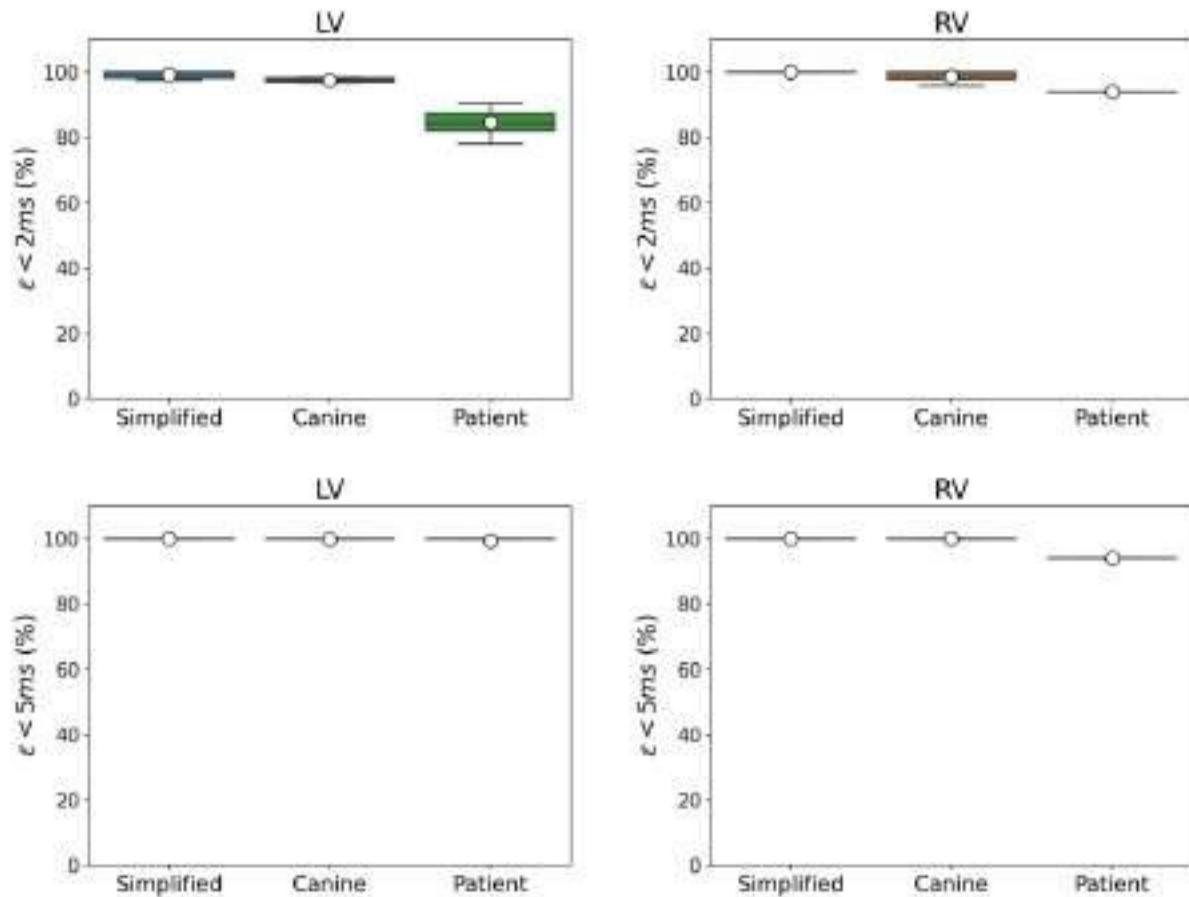 LV
ε < 2ms (%)
100
80
60
40
20
0
Simplified Canine Patient
RV
ε < 2ms (%)
100
80
60
40
20
0
Simplified Canine Patient
LV
ε < 5ms (%)
100
80
60
40
20
0
Simplified Canine Patient
RV
ε < 5ms (%)
100
80
60
40
20
0
Simplified Canine Patient